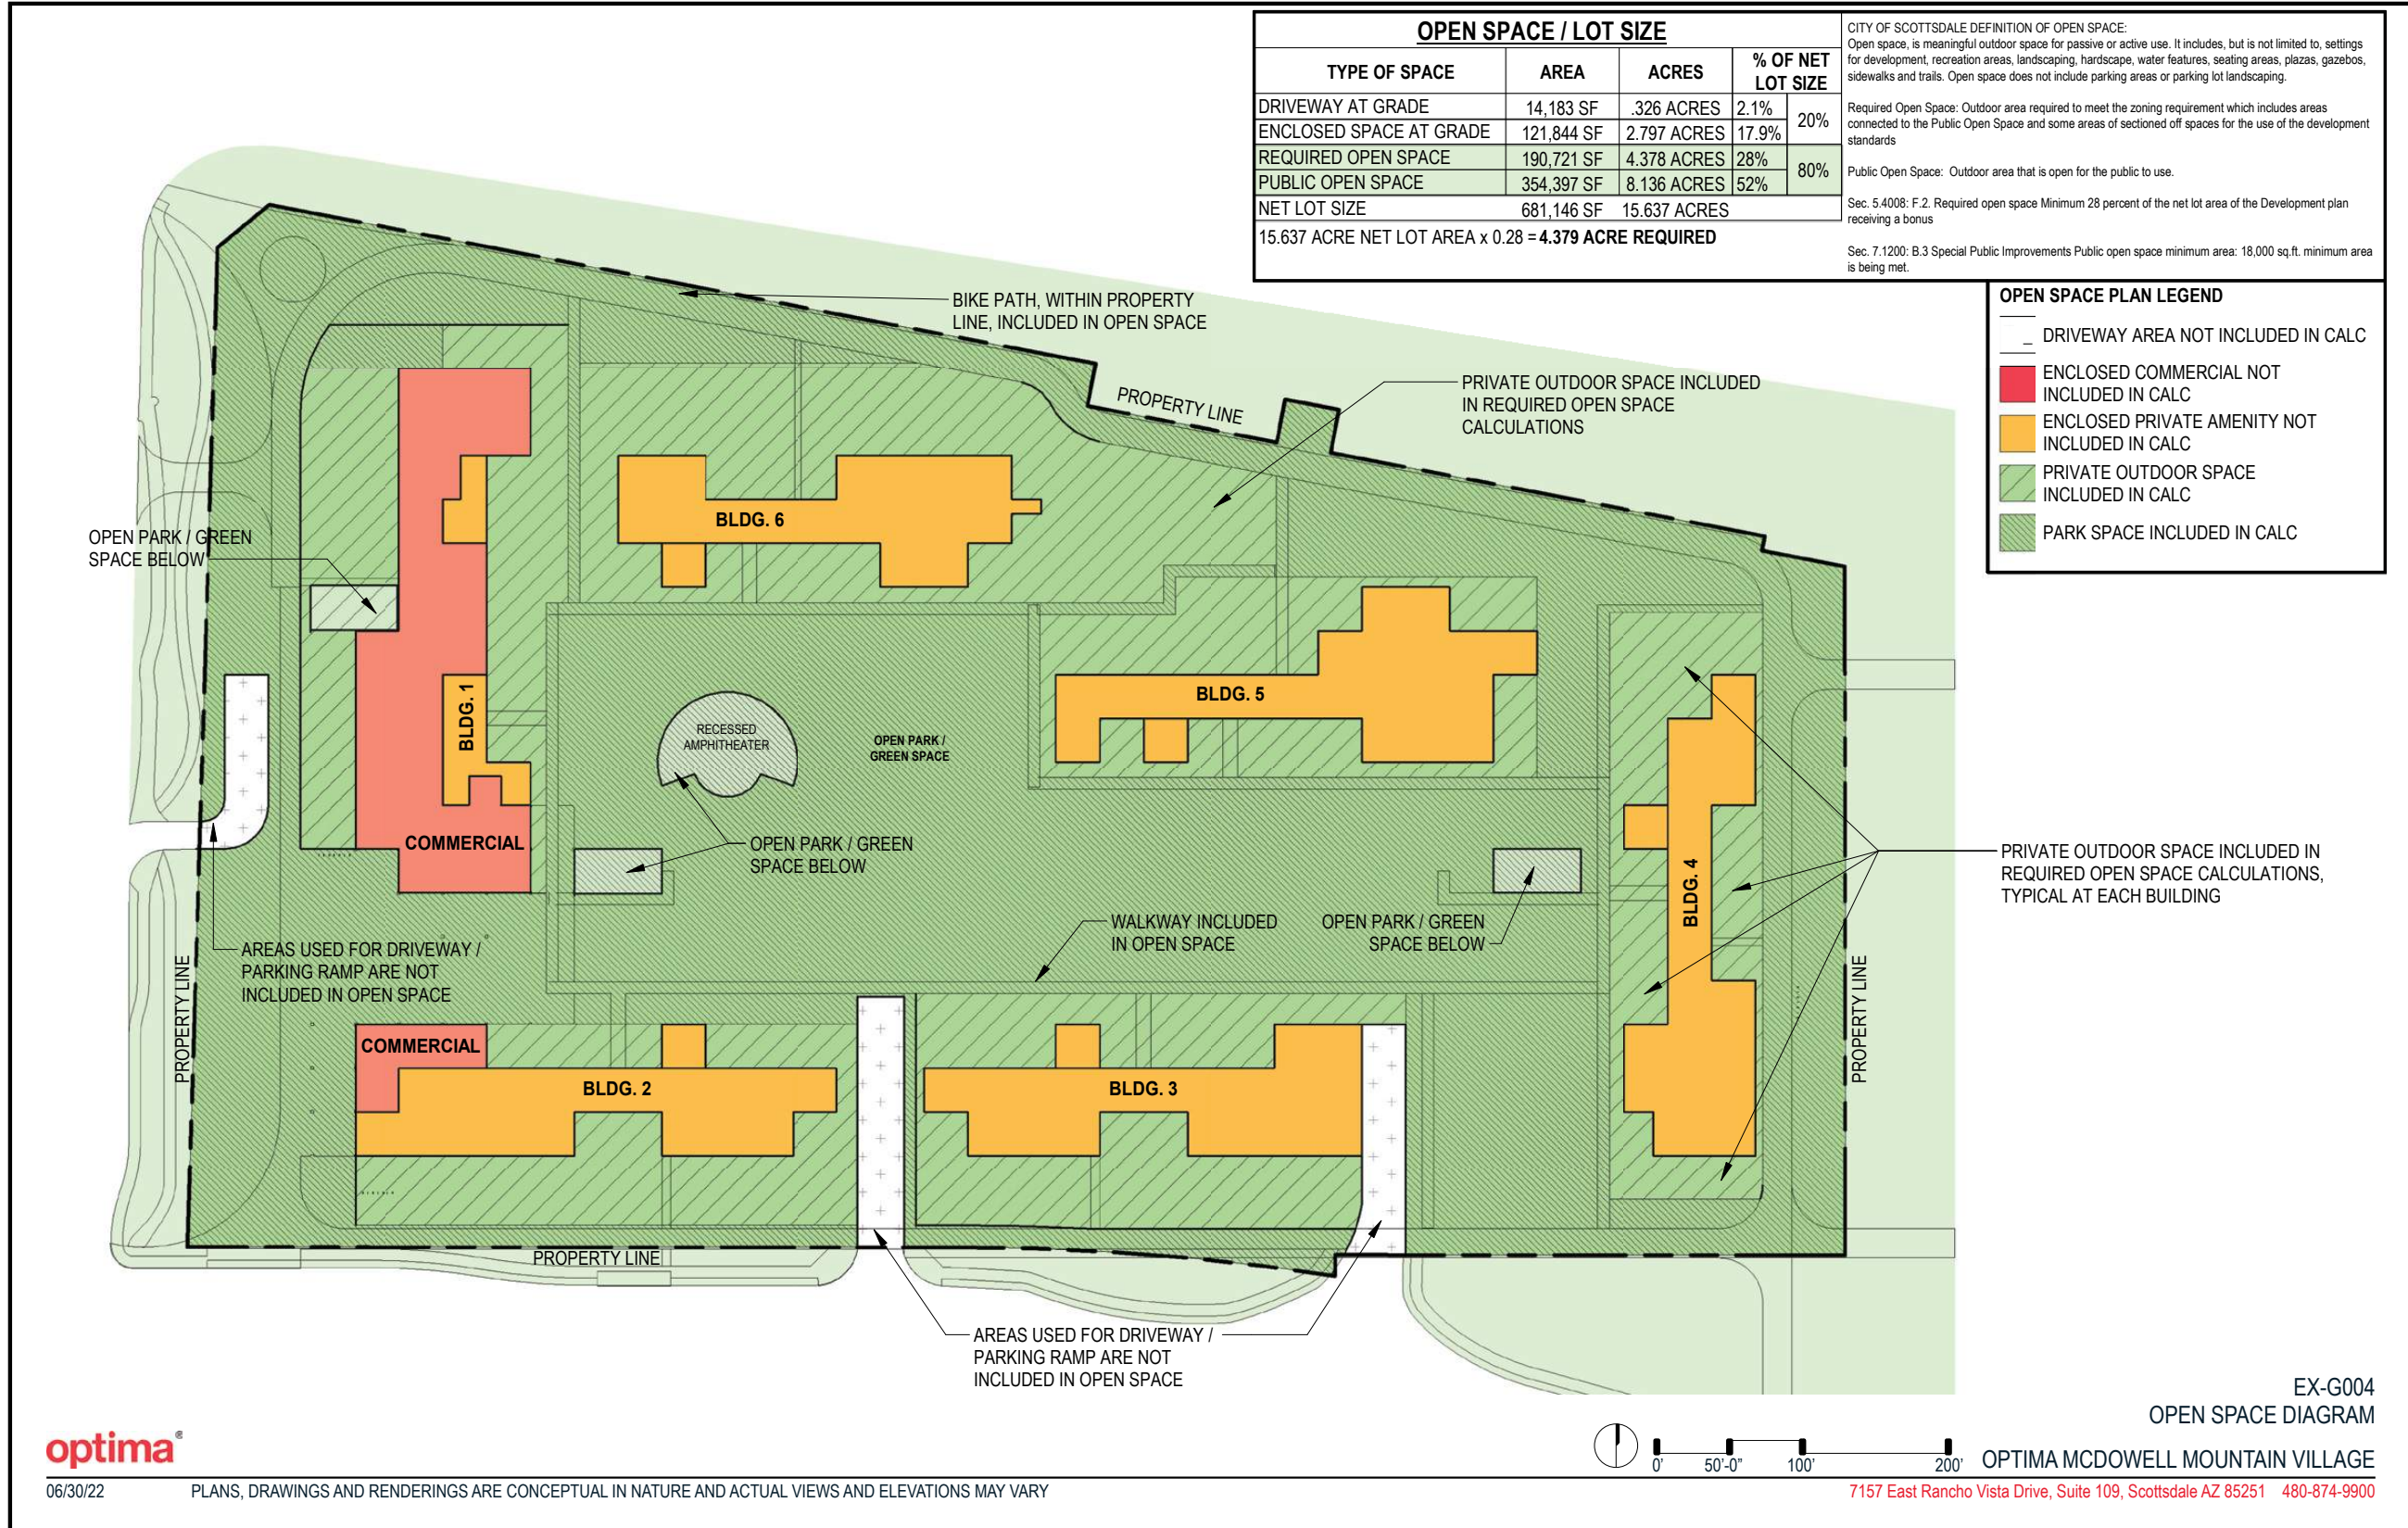 OPEN SPACE / LOT SIZE
TYPE OF SPACE AREA ACRES % OF NET LOT SIZE
DRIVEWAY AT GRADE 14,183 SF .326 ACRES 2.1%
20%
ENCLOSED SPACE AT GRADE 121,844 SF 2.797 ACRES 17.9%
REQUIRED OPEN SPACE 190,721 SF 4.378 ACRES 28%
80%
PUBLIC OPEN SPACE 354,397 SF 8.136 ACRES 52%
NET LOT SIZE 681,146 SF 15.637 ACRES
15.637 ACRE NET LOT AREA x 0.28 = 4.379 ACRE REQUIRED
CITY OF SCOTTSDALE DEFINITION OF OPEN SPACE:
Open space, is meaningful outdoor space for passive or active use. It includes, but is not limited to, settings
for development, recreation areas, landscaping, hardscape, water features, seating areas, plazas, gazebos,
sidewalks and trails. Open space does not include parking areas or parking lot landscaping.
Required Open Space: Outdoor area required to meet the zoning requirement which includes areas
connected to the Public Open Space and some areas of sectioned off spaces for the use of the development
standards
Public Open Space: Outdoor area that is open for the public to use.
Sec. 5.4008: F.2. Required open space Minimum 28 percent of the net lot area of the Development plan
receiving a bonus
Sec. 7.1200: B.3 Special Public Improvements Public open space minimum area: 18,000 sq.ft. minimum area
is being met.
OPEN SPACE PLAN LEGEND
DRIVEWAY AREA NOT INCLUDED IN CALC
ENCLOSED COMMERCIAL NOT
INCLUDED IN CALC
ENCLOSED PRIVATE AMENITY NOT
INCLUDED IN CALC
PRIVATE OUTDOOR SPACE
INCLUDED IN CALC
PARK SPACE INCLUDED IN CALC
BIKE PATH, WITHIN PROPERTY
LINE, INCLUDED IN OPEN SPACE
PROPERTY LINE
PRIVATE OUTDOOR SPACE INCLUDED
IN REQUIRED OPEN SPACE
CALCULATIONS
OPEN PARK / GREEN
SPACE BELOW
BLDG. 6
BLDG. 1
BLDG. 5
RECESSED
AMPHITHEATER
OPEN PARK /
GREEN SPACE
COMMERCIAL
OPEN PARK / GREEN
SPACE BELOW
BLDG. 4
PRIVATE OUTDOOR SPACE INCLUDED IN
REQUIRED OPEN SPACE CALCULATIONS,
TYPICAL AT EACH BUILDING
WALKWAY INCLUDED
IN OPEN SPACE
OPEN PARK / GREEN
SPACE BELOW
AREAS USED FOR DRIVEWAY /
PARKING RAMP ARE NOT
INCLUDED IN OPEN SPACE
PROPERTY LINE
PROPERTY LINE
COMMERCIAL
BLDG. 2
BLDG. 3
PROPERTY LINE
AREAS USED FOR DRIVEWAY /
PARKING RAMP ARE NOT
INCLUDED IN OPEN SPACE
EX-G004
OPEN SPACE DIAGRAM
optima®
0' 50'-0" 100' 200'
OPTIMA MCDOWELL MOUNTAIN VILLAGE
06/30/22 PLANS, DRAWINGS AND RENDERINGS ARE CONCEPTUAL IN NATURE AND ACTUAL VIEWS AND ELEVATIONS MAY VARY
7157 East Rancho Vista Drive, Suite 109, Scottsdale AZ 85251 480-874-9900